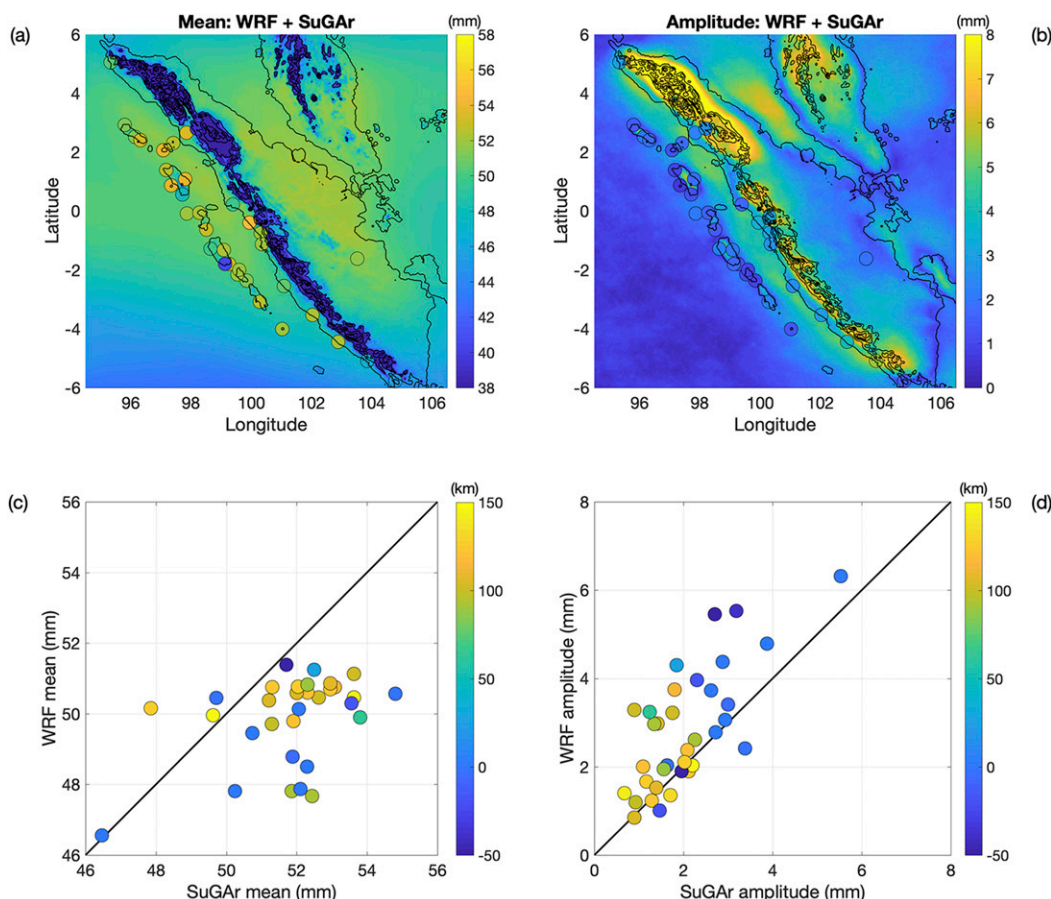 Mean: WRF + SuGAr
(mm)
Amplitude: WRF + SuGAr
(mm)
(a)
(b)
6
4
2
0
-2
-4
-6
Latitude
96 98 100 102 104 106
Longitude
58
56
54
52
50
48
46
44
42
40
38
6
4
2
0
-2
-4
-6
Latitude
96 98 100 102 104 106
Longitude
8
7
6
5
4
3
2
1
0
(c)
(km)
(km)
(d)
56
54
52
50
48
46
WRF mean (mm)
46 48 50 52 54 56
SuGAr mean (mm)
150
100
50
0
-50
8
6
4
2
0
WRF amplitude (mm)
0 2 4 6 8
SuGAr amplitude (mm)
150
100
50
0
-50